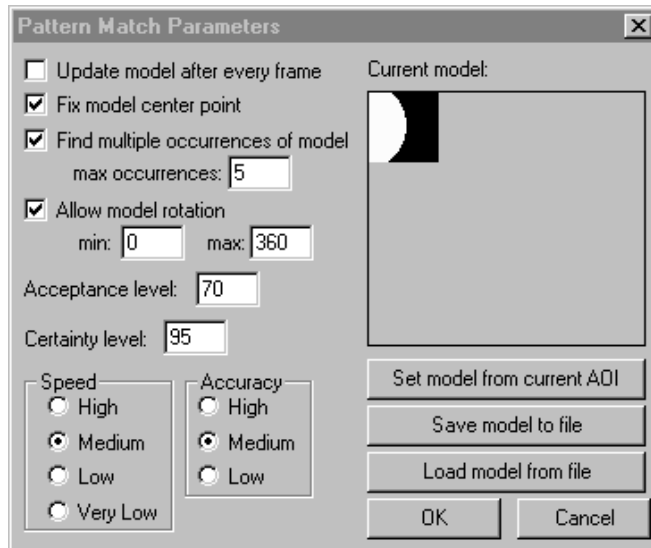 Pattern Match Parameters
Update model after every frame
Fix model center point
Find multiple occurrences of model
max occurrences: 5
Allow model rotation
min: 0 max: 360
Acceptance level: 70
Certainty level: 95
Speed
High
Medium
Low
Very Low
Accuracy
High
Medium
Low
Current model:
Set model from current AOI
Save model to file
Load model from file
OK Cancel